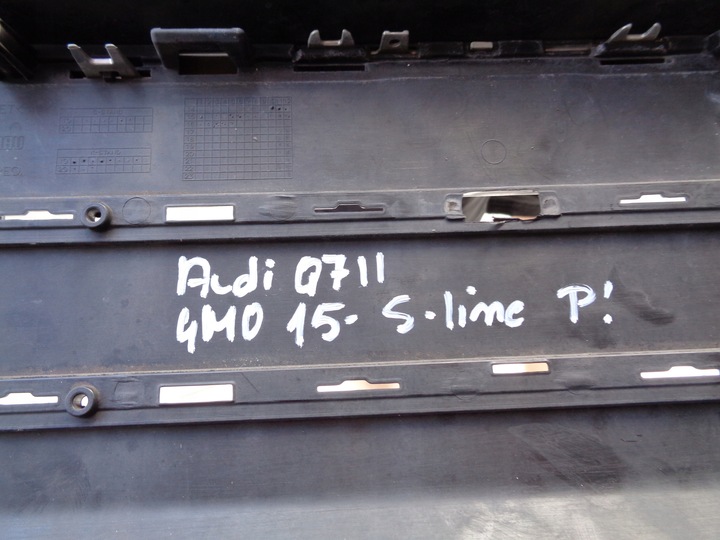 Audi Q7 II
4M0 15- S-line P!